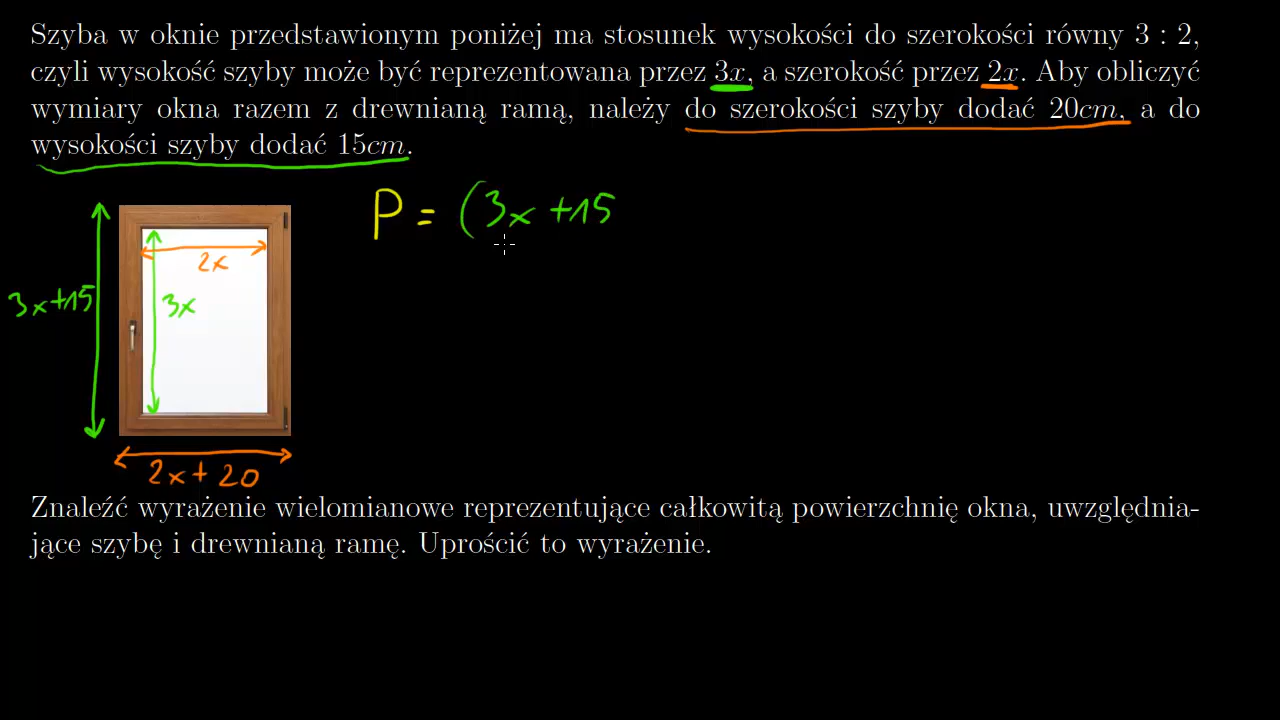 Szyba w oknie przedstawionym poniżej ma stosunek wysokości do szerokości równy 3 : 2,
czyli wysokość szyby może być reprezentowana przez 3x, a szerokość przez 2x. Aby obliczyć
wymiary okna razem z drewnianą ramą, należy do szerokości szyby dodać 20cm, a do
wysokości szyby dodać 15cm.
P = (3x +15
2x
3x+15
3x
2x + 20
Znaleźć wyrażenie wielomianowe reprezentujące całkowitą powierzchnię okna, uwzględnia-
jące szybę i drewnianą ramę. Uprościć to wyrażenie.